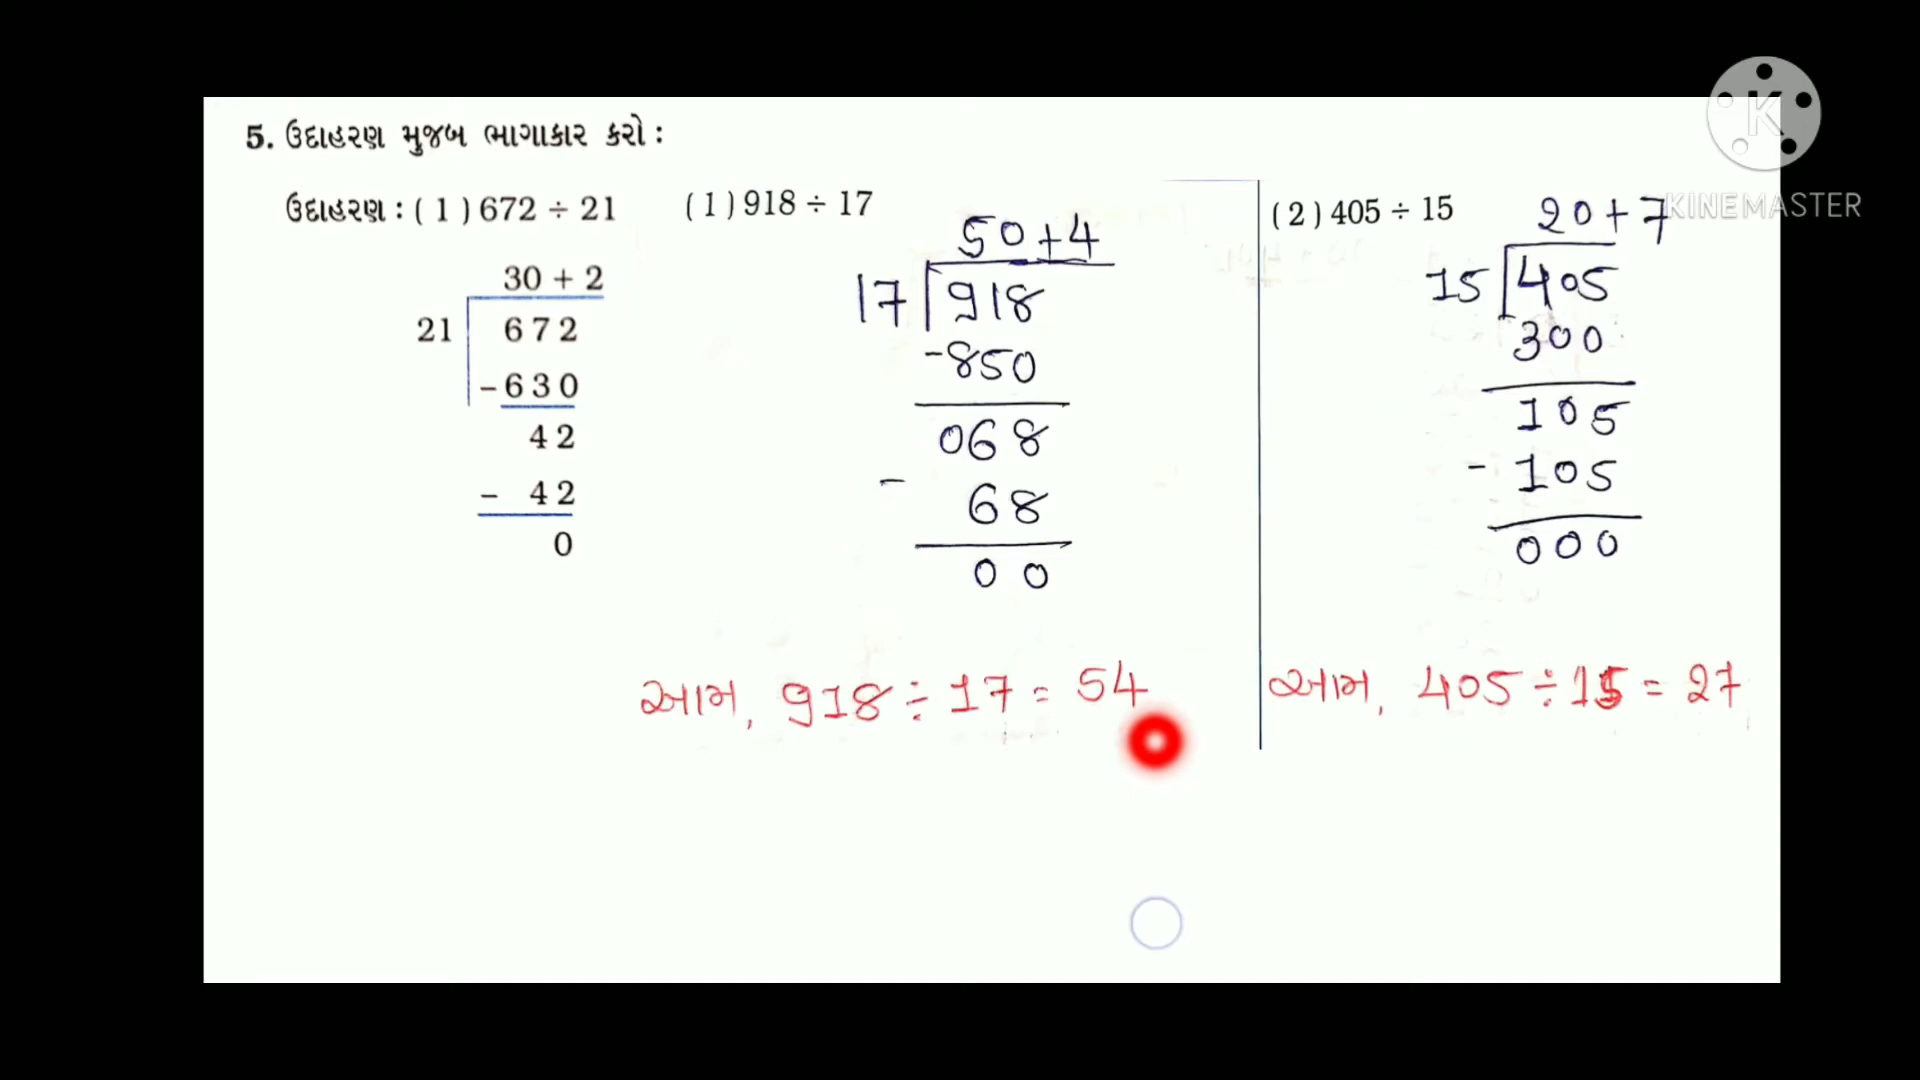 5. ઉદાહરણ મુજબ ભાગાકાર કરો :
ઉદાહરણ : ( 1 ) 672 ÷ 21
30 + 2
21 672
- 630
42
- 42
0
( 1 ) 918 ÷ 17
50 + 4
17 918
- 850
068
- 68
00
આમ, 918 ÷ 17 = 54
( 2 ) 405 ÷ 15
20 + 7
15 405
300
105
- 105
000
આમ, 405 ÷ 15 = 27
K
KINEMASTER